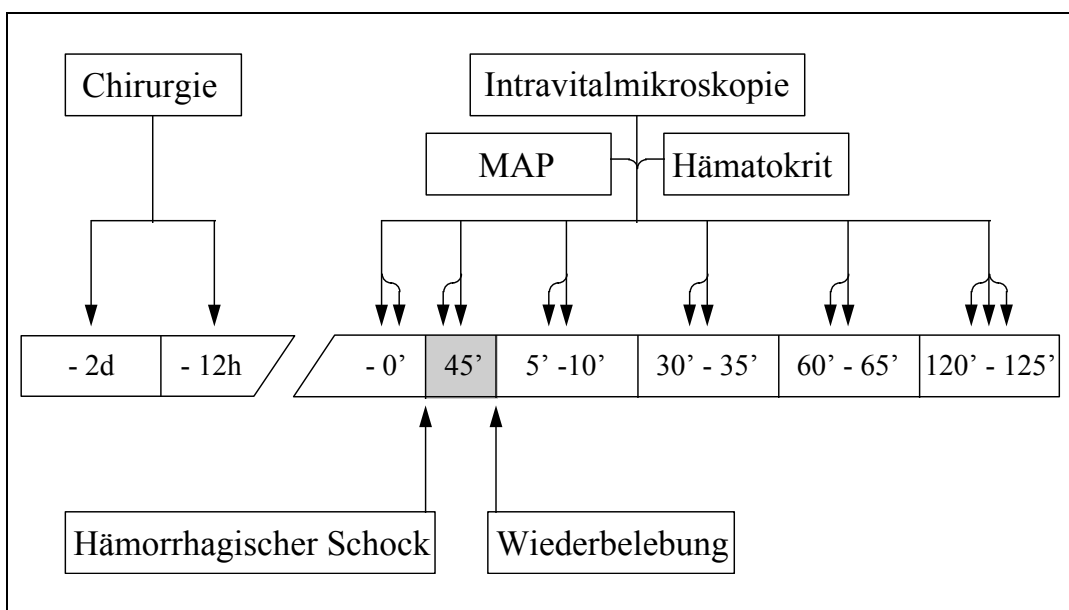 Chirurgie
Intravitalmikroskopie
MAP
Hämatokrit
- 2d
- 12h
- 0’
45’
5’ -10’
30’ - 35’
60’ - 65’
120’ - 125’
Hämorrhagischer Schock
Wiederbelebung